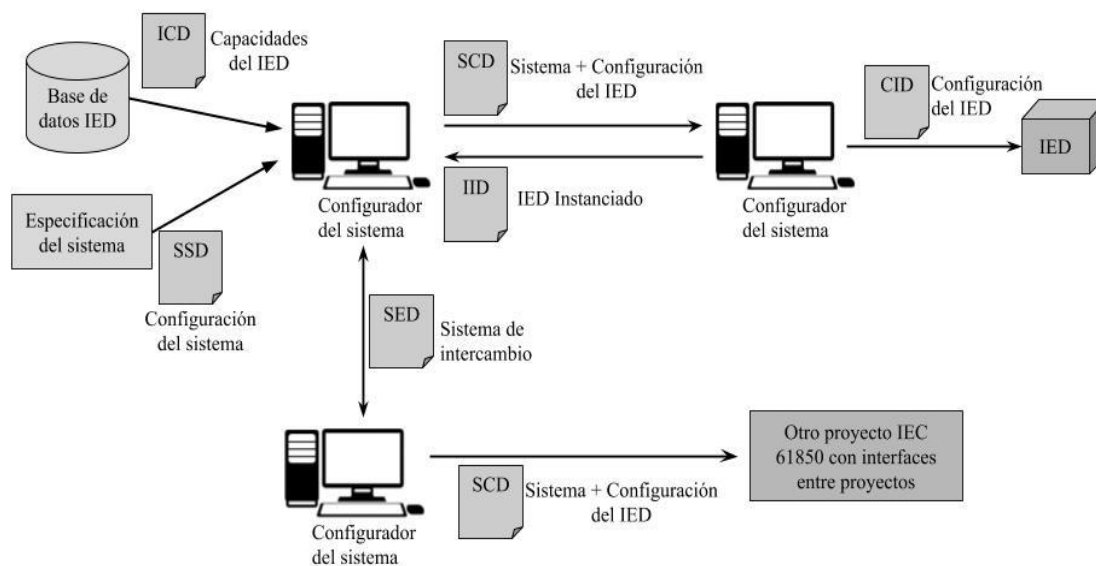 ICD
Capacidades
del IED
Base de
datos IED
SCD
Sistema + Configuración
del IED
CID
Configuración
del IED
IED
IID
IED Instanciado
Configurador
del sistema
Configurador
del sistema
Especificación
del sistema
SSD
Configuración
del sistema
SED
Sistema de
intercambio
Configurador
del sistema
SCD
Sistema + Configuración
del IED
Otro proyecto IEC
61850 con interfaces
entre proyectos